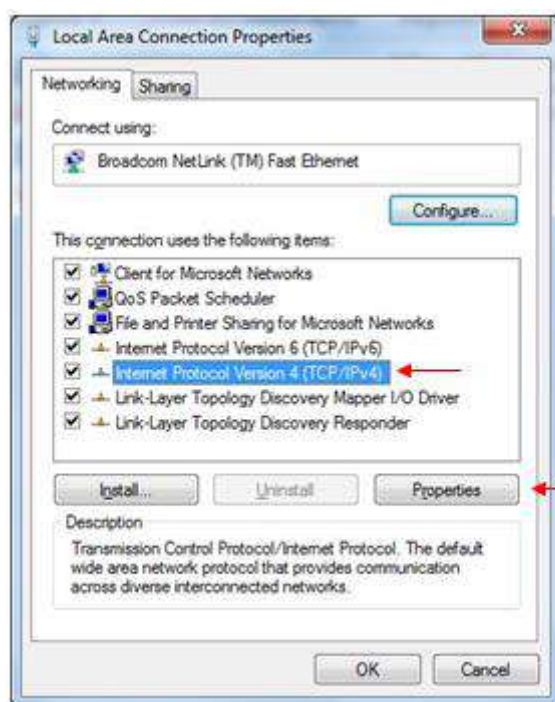 Local Area Connection Properties
Networking
Sharing
Connect using:
Broadcom NetLink (TM) Fast Ethernet
Configure...
This connection uses the following items:
Client for Microsoft Networks
QoS Packet Scheduler
File and Printer Sharing for Microsoft Networks
Internet Protocol Version 6 (TCP/IPv6)
Internet Protocol Version 4 (TCP/IPv4)
Link-Layer Topology Discovery Mapper I/O Driver
Link-Layer Topology Discovery Responder
Install...
Uninstall
Properties
Description
Transmission Control Protocol/Internet Protocol. The default
wide area network protocol that provides communication
across diverse interconnected networks.
OK
Cancel